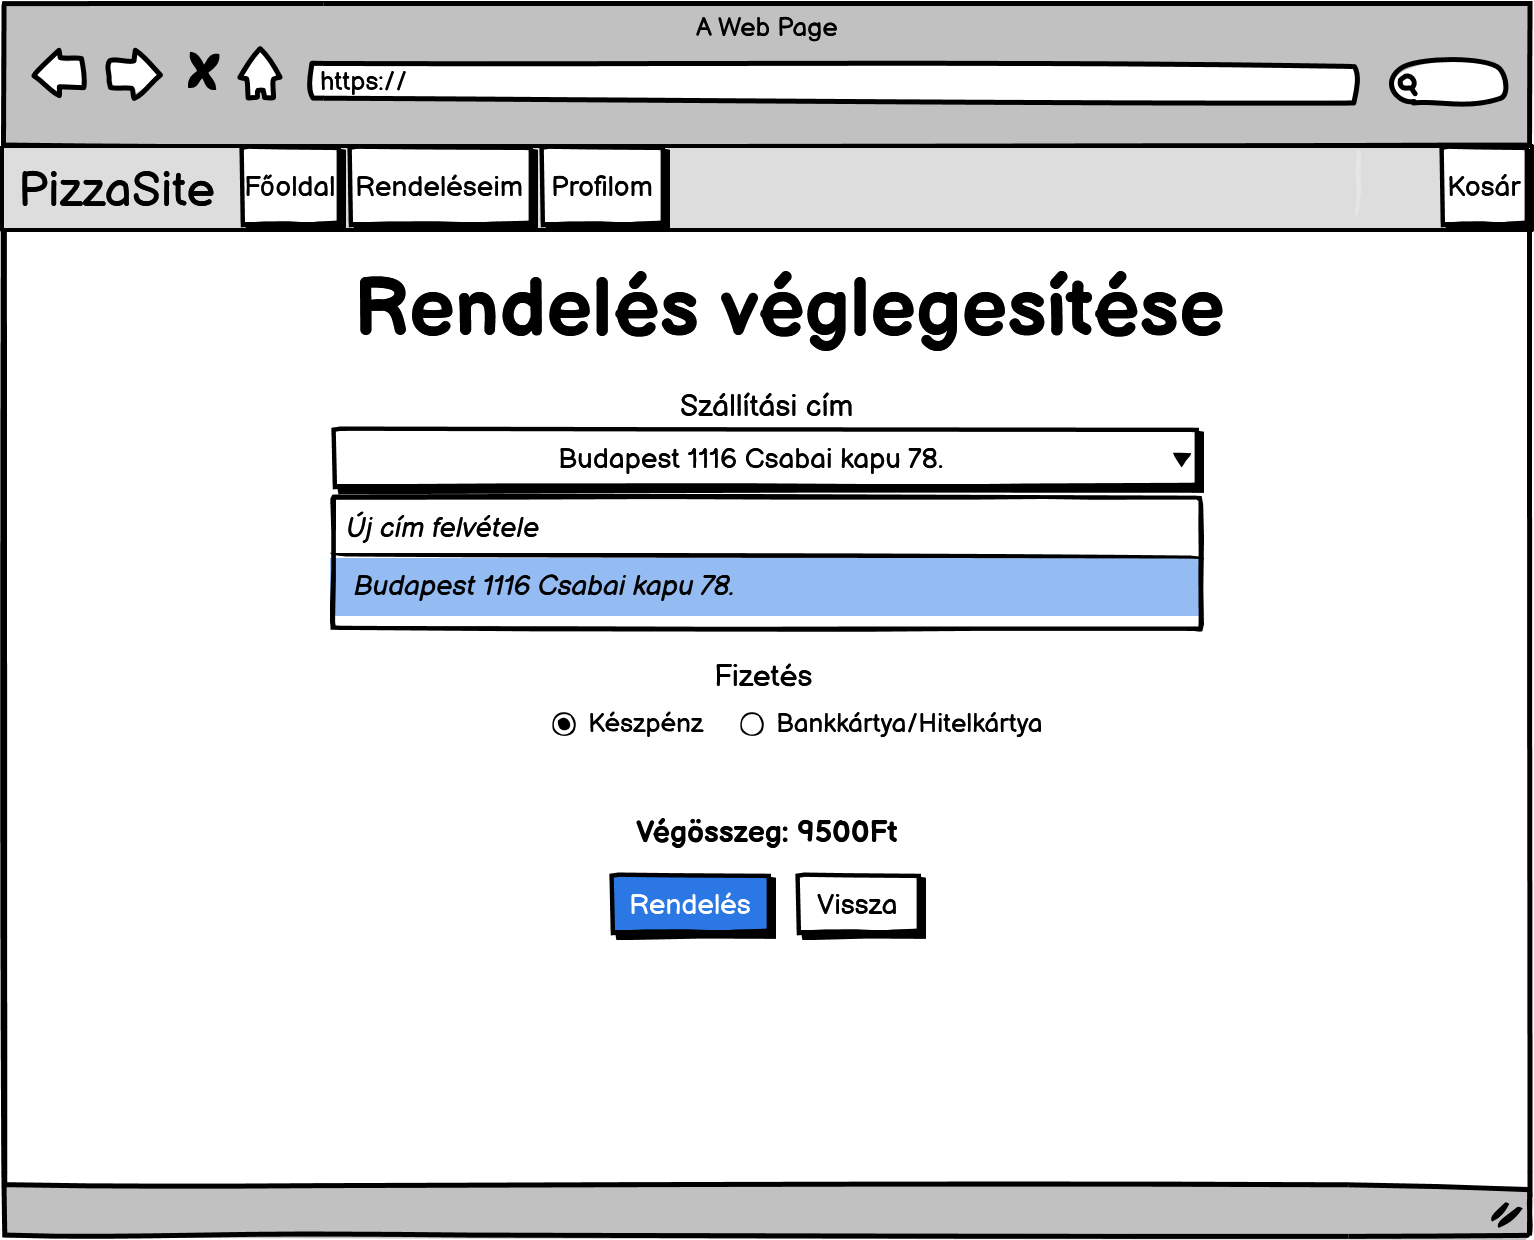 A Web Page
https://
PizzaSite Főoldal Rendeléseim Profilom Kosár
Rendelés véglegesítése
Szállítási cím
Budapest 1116 Csabai kapu 78.
Új cím felvétele
Budapest 1116 Csabai kapu 78.
Fizetés
Készpénz Bankkártya/Hitelkártya
Végösszeg: 9500Ft
Rendelés Vissza